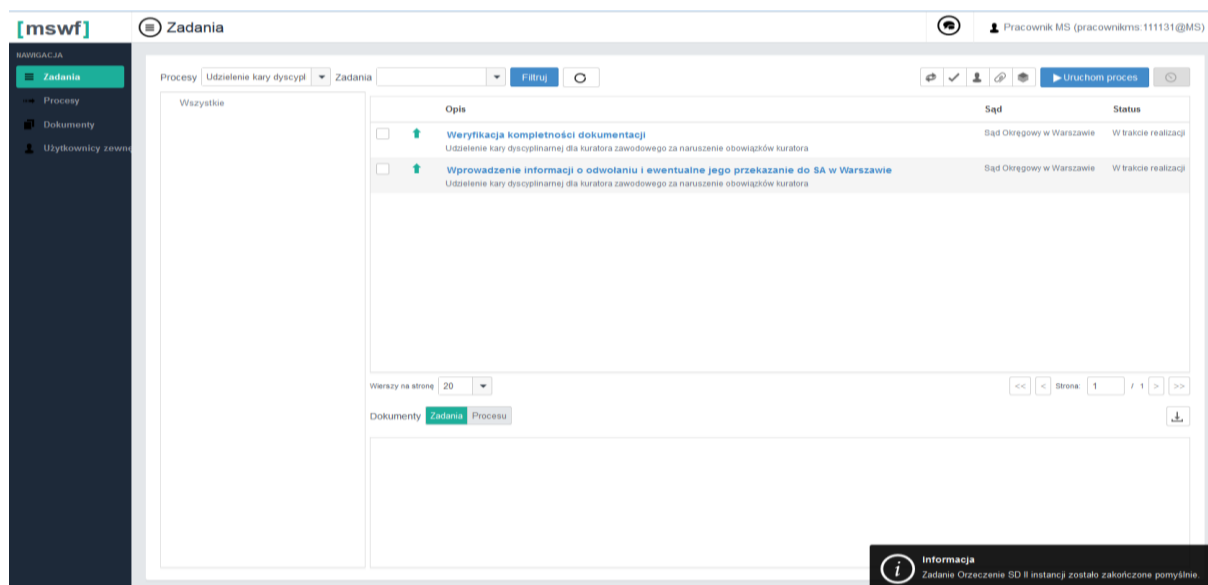 [mswf]
Zadania
Pracownik MS (pracownikms:111131@MS)
NAWIGACJA
Zadania
Procesy
Dokumenty
Użytkownicy zewnę
Procesy Udzielenie kary dyscypl Zadania Filtruj Uruchom proces
Wszystkie
Opis Sąd Status
Weryfikacja kompletności dokumentacji Sąd Okręgowy w Warszawie W trakcie realizacji
Udzielenie kary dyscyplinarnej dla kuratora zawodowego za naruszenie obowiązków kuratora
Wprowadzenie informacji o odwołaniu i ewentualne jego przekazanie do SA w Warszawie Sąd Okręgowy w Warszawie W trakcie realizacji
Udzielenie kary dyscyplinarnej dla kuratora zawodowego za naruszenie obowiązków kuratora
Wierszy na stronę 20 << < Strona: 1 / 1 > >>
Dokumenty Zadania Procesu
Informacja
Zadanie Orzeczenie SD II instancji zostało zakończone pomyślnie.